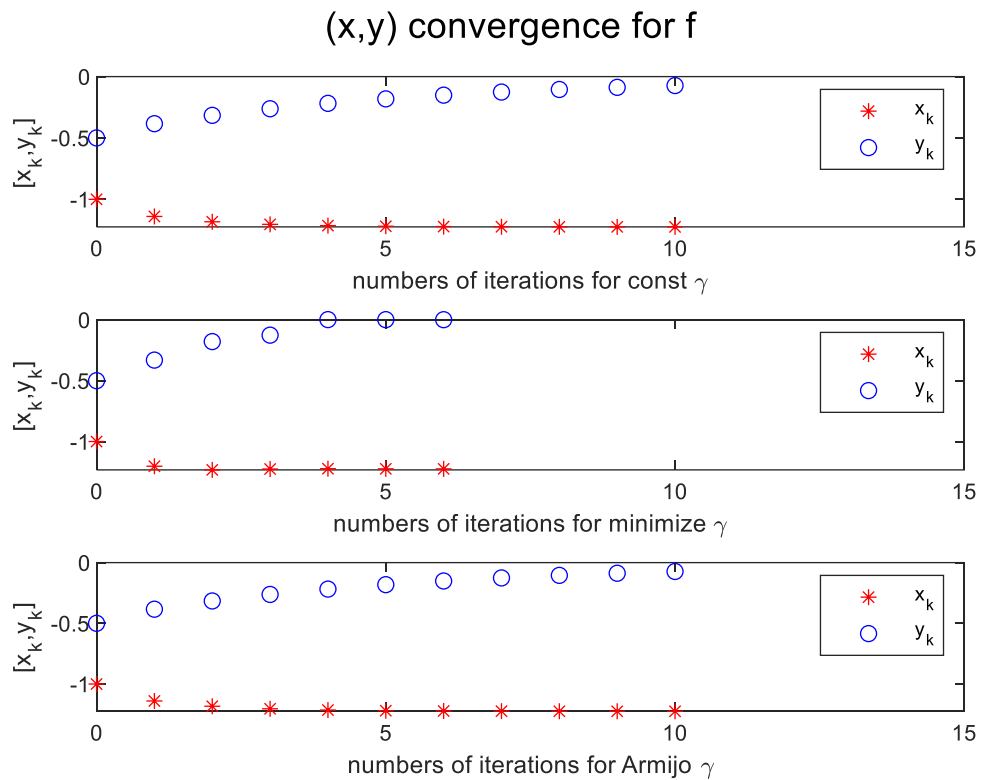 (x,y) convergence for f
0
-0.5
-1
[x_k,y_k]
x_k
y_k
0 5 10 15
numbers of iterations for const γ
0
-0.5
-1
[x_k,y_k]
x_k
y_k
0 5 10 15
numbers of iterations for minimize γ
0
-0.5
-1
[x_k,y_k]
x_k
y_k
0 5 10 15
numbers of iterations for Armijo γ